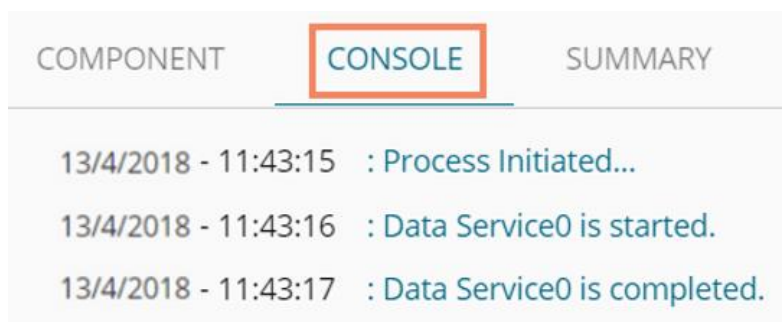 COMPONENT CONSOLE SUMMARY
13/4/2018 - 11:43:15 : Process Initiated...
13/4/2018 - 11:43:16 : Data Service0 is started.
13/4/2018 - 11:43:17 : Data Service0 is completed.